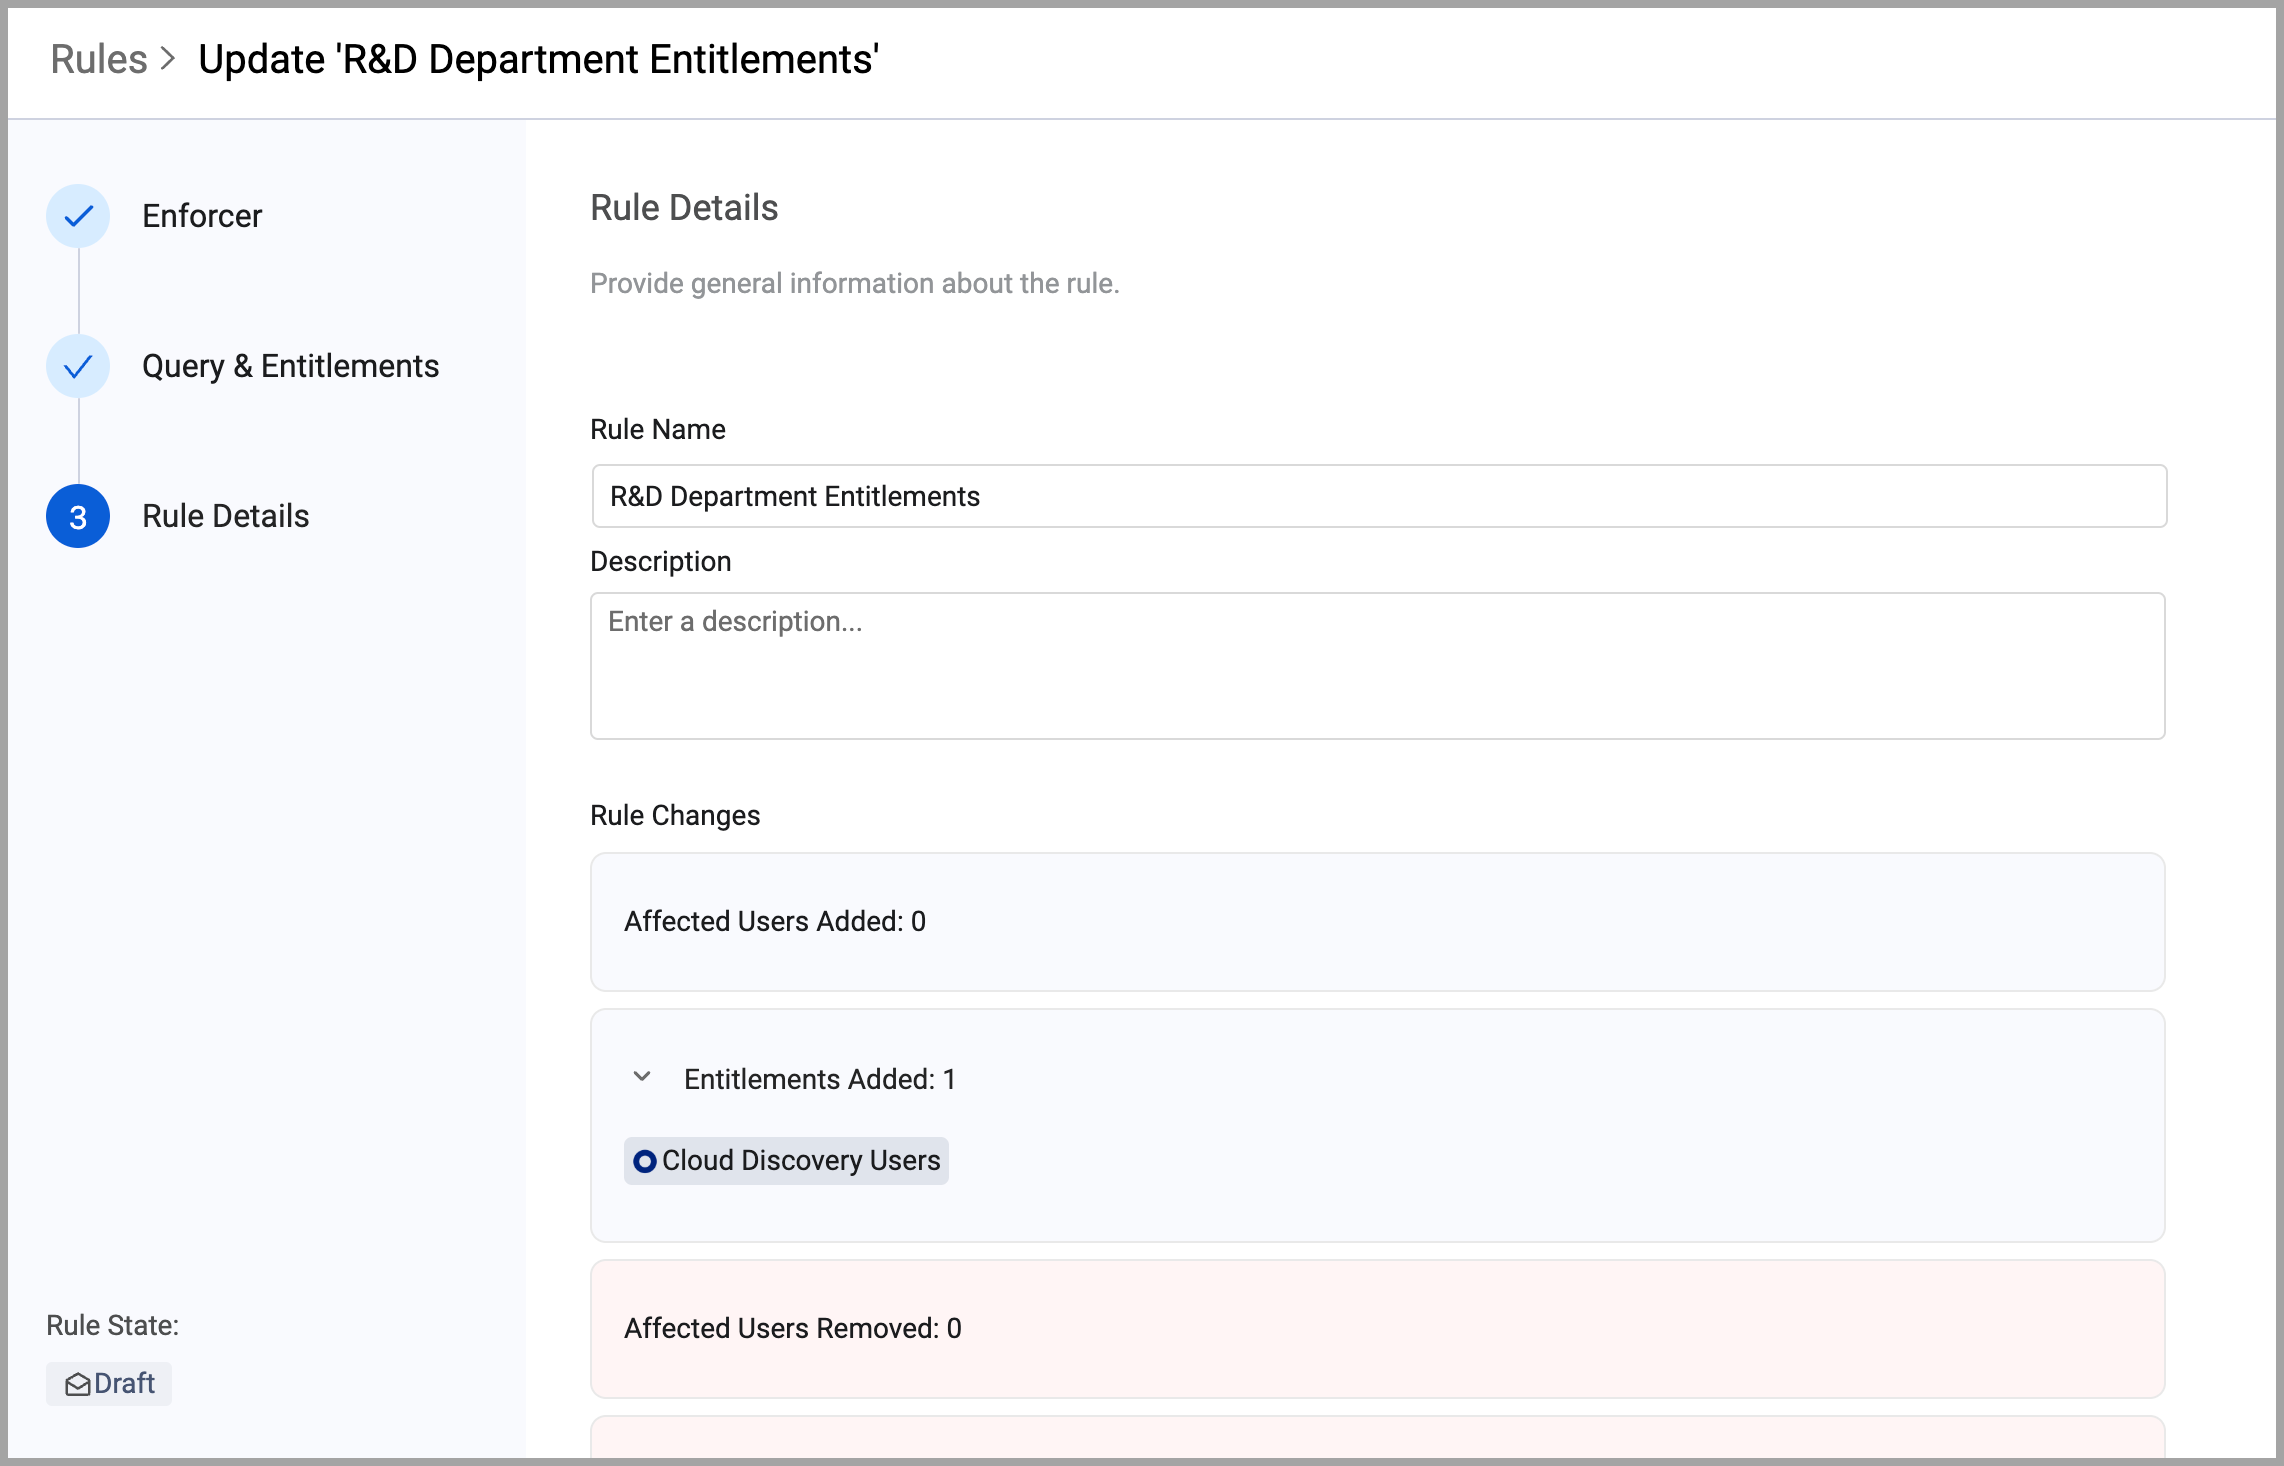 Rules > Update 'R&D Department Entitlements'
Enforcer
Query & Entitlements
3 Rule Details
Rule State:
Draft
Rule Details
Provide general information about the rule.
Rule Name
R&D Department Entitlements
Description
Enter a description...
Rule Changes
Affected Users Added: 0
Entitlements Added: 1
Cloud Discovery Users
Affected Users Removed: 0